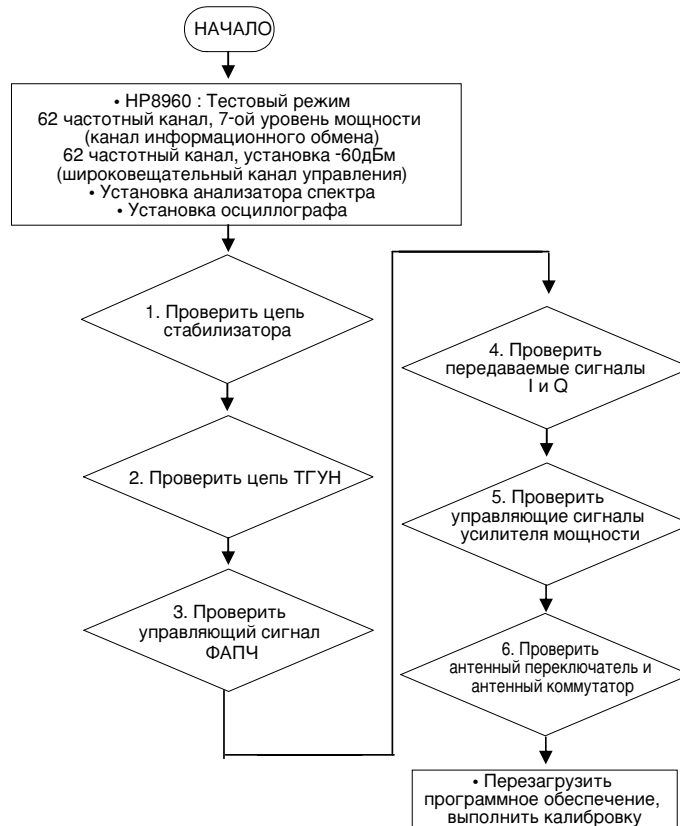 НАЧАЛО
• HP8960 : Тестовый режим
62 частотный канал, 7-ой уровень мощности
(канал информационного обмена)
62 частотный канал, установка -60дБм
(широковещательный канал управления)
• Установка анализатора спектра
• Установка осциллографа
1. Проверить цепь
стабилизатора
2. Проверить цепь ТГУН
3. Проверить
управляющий сигнал
ФАПЧ
4. Проверить
передаваемые сигналы
I и Q
5. Проверить
управляющие сигналы
усилителя мощности
6. Проверить
антенный переключатель и
антенный коммутатор
• Перезагрузить
программное обеспечение,
выполнить калибровку